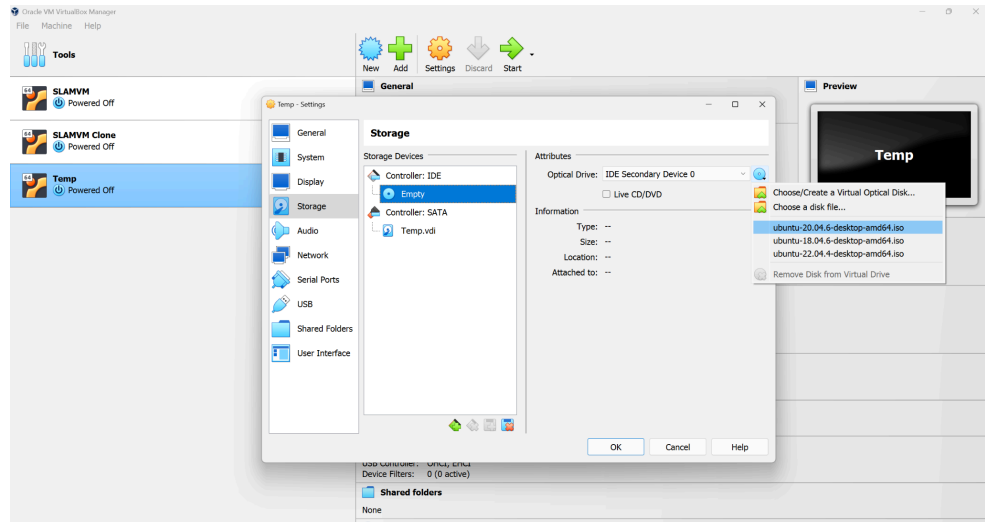 Oracle VM VirtualBox Manager
File Machine Help
Tools
New Add Settings Discard Start
64 SLAMVM
Powered Off
64 SLAMVM Clone
Powered Off
64 Temp
Powered Off
General
Preview
Temp
Temp - Settings
General
System
Display
Storage
Audio
Network
Serial Ports
USB
Shared Folders
User Interface
Storage
Storage Devices
Controller: IDE
Empty
Controller: SATA
Temp.vdi
Attributes
Optical Drive: IDE Secondary Device 0
Live CD/DVD
Information
Type: --
Size: --
Location: --
Attached to: --
Choose/Create a Virtual Optical Disk...
Choose a disk file...
ubuntu-20.04.6-desktop-amd64.iso
ubuntu-18.04.6-desktop-amd64.iso
ubuntu-22.04.4-desktop-amd64.iso
Remove Disk from Virtual Drive
OK Cancel Help
USB Controller: OHCI, EHCI
Device Filters: 0 (0 active)
Shared folders
None